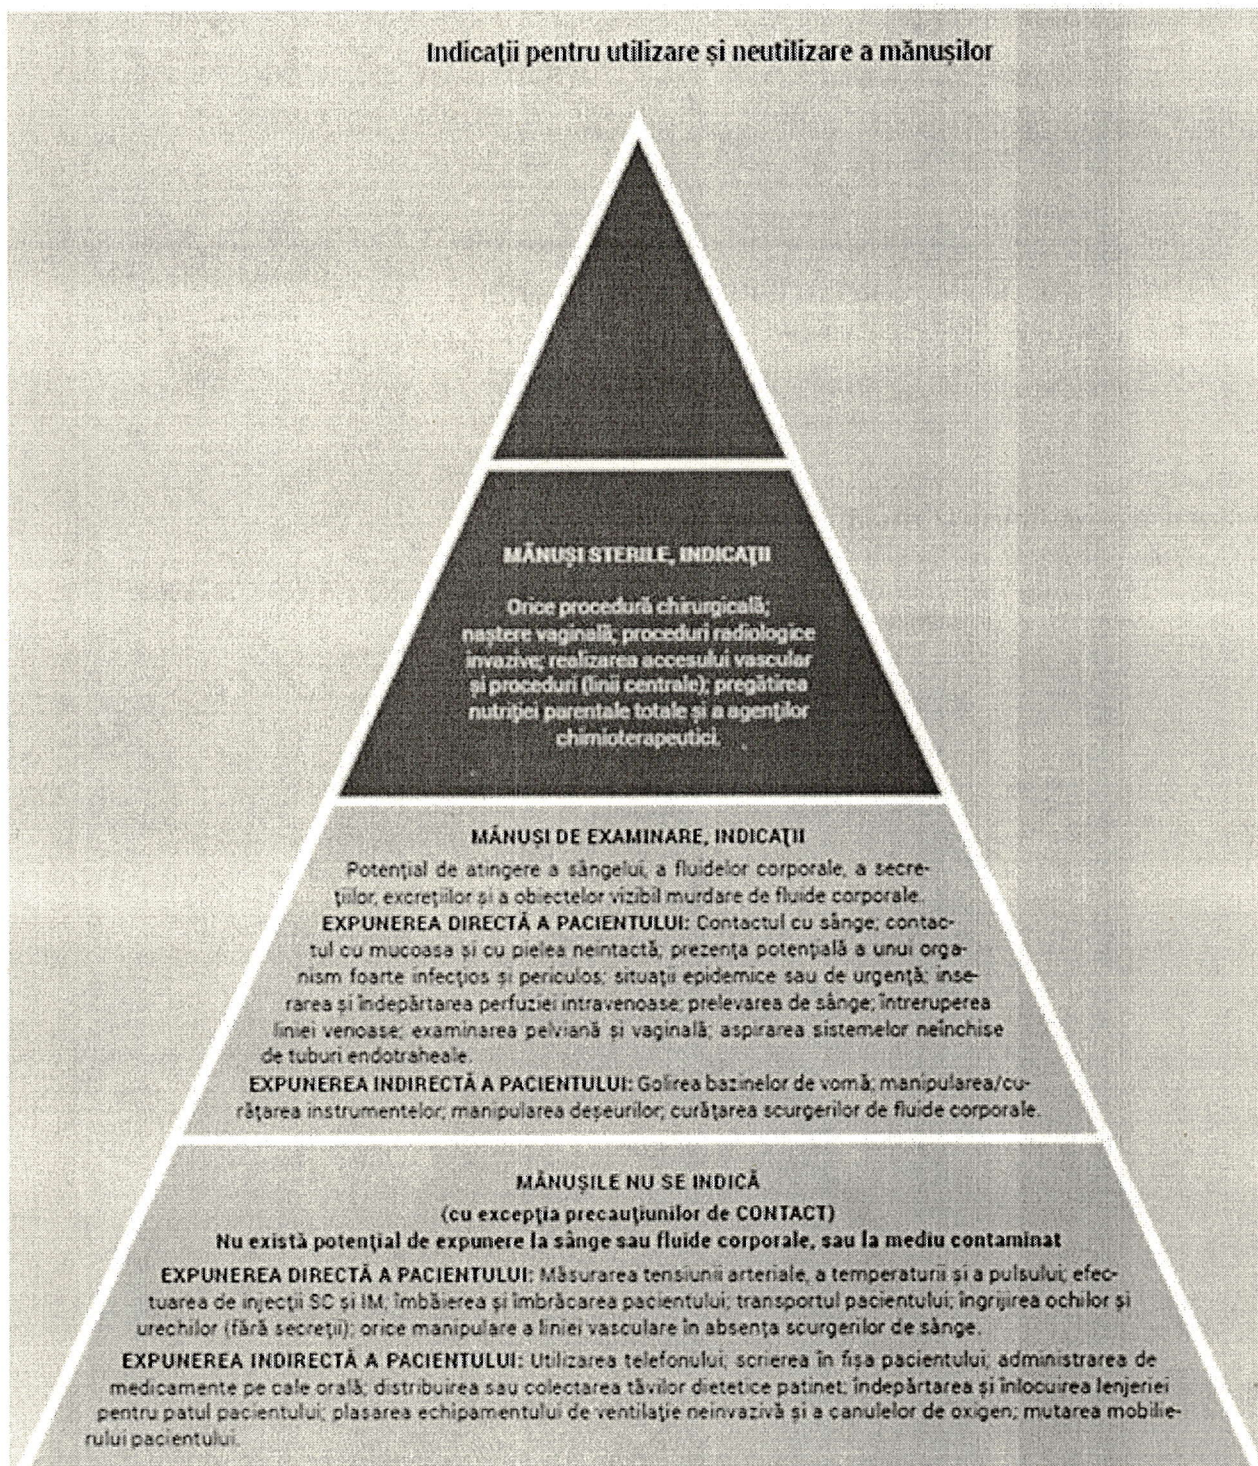 Indicații pentru utilizare și neutilizare a mănușilor
MĂNUȘI STERILE, INDICAȚII
Orice procedură chirurgicală;
naștere vaginală; proceduri radiologice
invazive; realizarea accesului vascular
și proceduri (linii centrale); pregătirea
nutriției parentale totale și a agenților
chimioterapeutici.
MĂNUȘI DE EXAMINARE, INDICAȚII
Potențial de atingere a sângelui, a fluidelor corporale, a secre-
țiilor, excrețiilor și a obiectelor vizibil murdare de fluide corporale.
EXPUNEREA DIRECTĂ A PACIENTULUI: Contactul cu sânge; contac-
tul cu mucoasa și cu pielea neintactă; prezența potențială a unui orga-
nism foarte infecțios și periculos; situații epidemice sau de urgență; inse-
rarea și îndepărtarea perfuziei intravenoase; prelevarea de sânge; întreruperea
liniei venoase; examinarea pelviană și vaginală; aspirarea sistemelor neînchise
de tuburi endotraheale.
EXPUNEREA INDIRECTĂ A PACIENTULUI: Golirea bazinelor de vomă; manipularea/cu-
rățarea instrumentelor; manipularea deșeurilor; curățarea scurgerilor de fluide corporale.
MĂNUȘILE NU SE INDICĂ
(cu excepția precauțiunilor de CONTACT)
Nu există potențial de expunere la sânge sau fluide corporale, sau la mediu contaminat
EXPUNEREA DIRECTĂ A PACIENTULUI: Măsurarea tensiunii arteriale, a temperaturii și a pulsului; efec-
tuarea de injecții SC și IM; îmbăierea și îmbrăcarea pacientului; transportul pacientului; îngrijirea ochilor și
urechilor (fără secreții); orice manipulare a liniei vasculare în absența scurgerilor de sânge.
EXPUNEREA INDIRECTĂ A PACIENTULUI: Utilizarea telefonului; scrierea în fișa pacientului; administrarea de
medicamente pe cale orală; distribuirea sau colectarea tăvilor dietetice patinet; îndepărtarea și înlocuirea lenjeriei
pentru patul pacientului; plasarea echipamentului de ventilație neinvazivă și a canulelor de oxigen; mutarea mobilie-
rului pacientului.